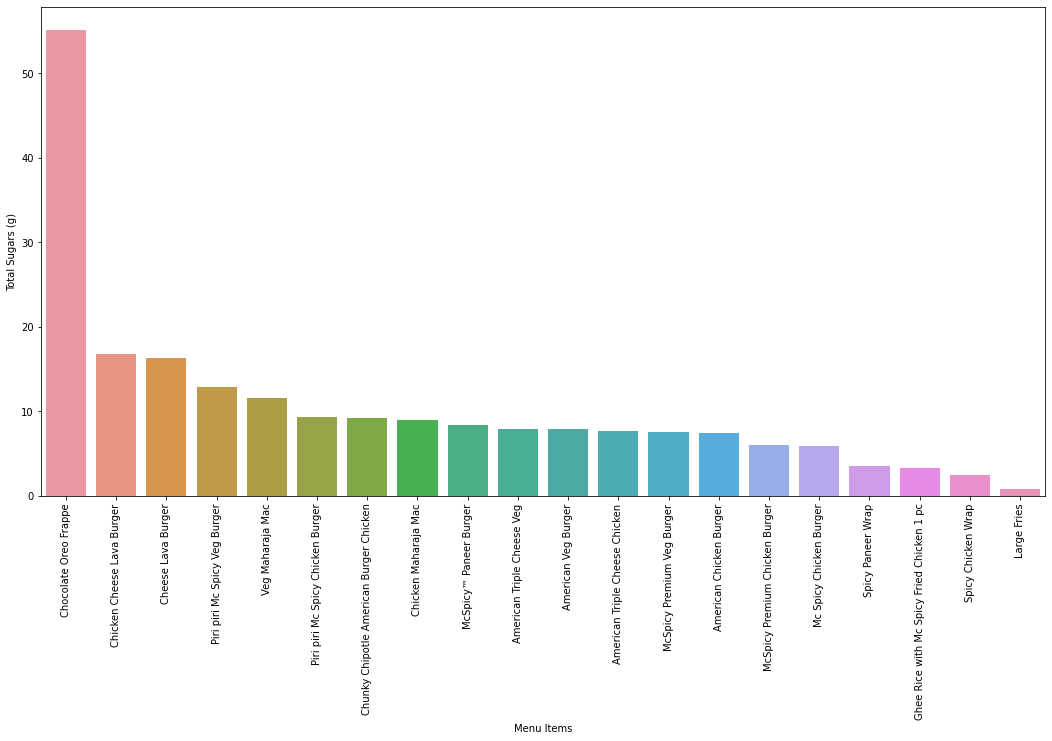 Total Sugars (g)
50
40
30
20
10
0
Chocolate Oreo Frappe
Chicken Cheese Lava Burger
Cheese Lava Burger
Piri piri Mc Spicy Veg Burger
Veg Maharaja Mac
Piri piri Mc Spicy Chicken Burger
Chunky Chipotle American Burger Chicken
Chicken Maharaja Mac
McSpicy™ Paneer Burger
American Triple Cheese Veg
American Veg Burger
American Triple Cheese Chicken
McSpicy Premium Veg Burger
American Chicken Burger
McSpicy Premium Chicken Burger
Mc Spicy Chicken Burger
Spicy Paneer Wrap
Ghee Rice with Mc Spicy Fried Chicken 1 pc
Spicy Chicken Wrap
Large Fries
Menu Items